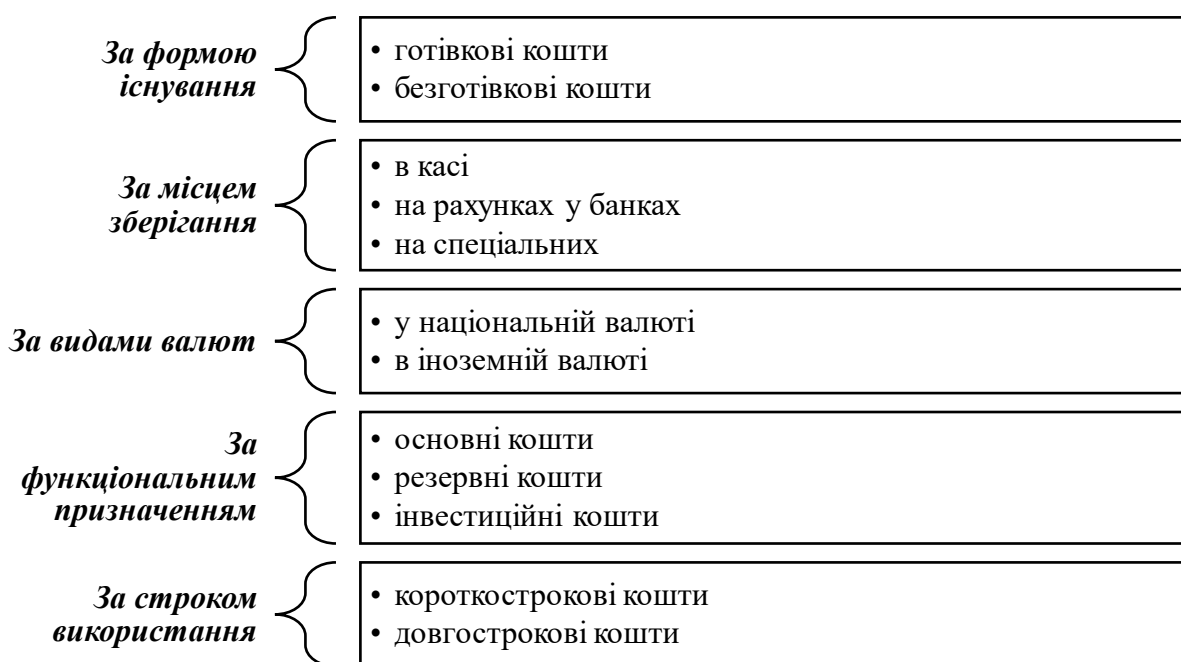 За формою
існування
• готівкові кошти
• безготівкові кошти
За місцем
зберігання
• в касі
• на рахунках у банках
• на спеціальних
За видами валют
• у національній валюті
• в іноземній валюті
За
функціональним
призначенням
• основні кошти
• резервні кошти
• інвестиційні кошти
За строком
використання
• короткострокові кошти
• довгострокові кошти